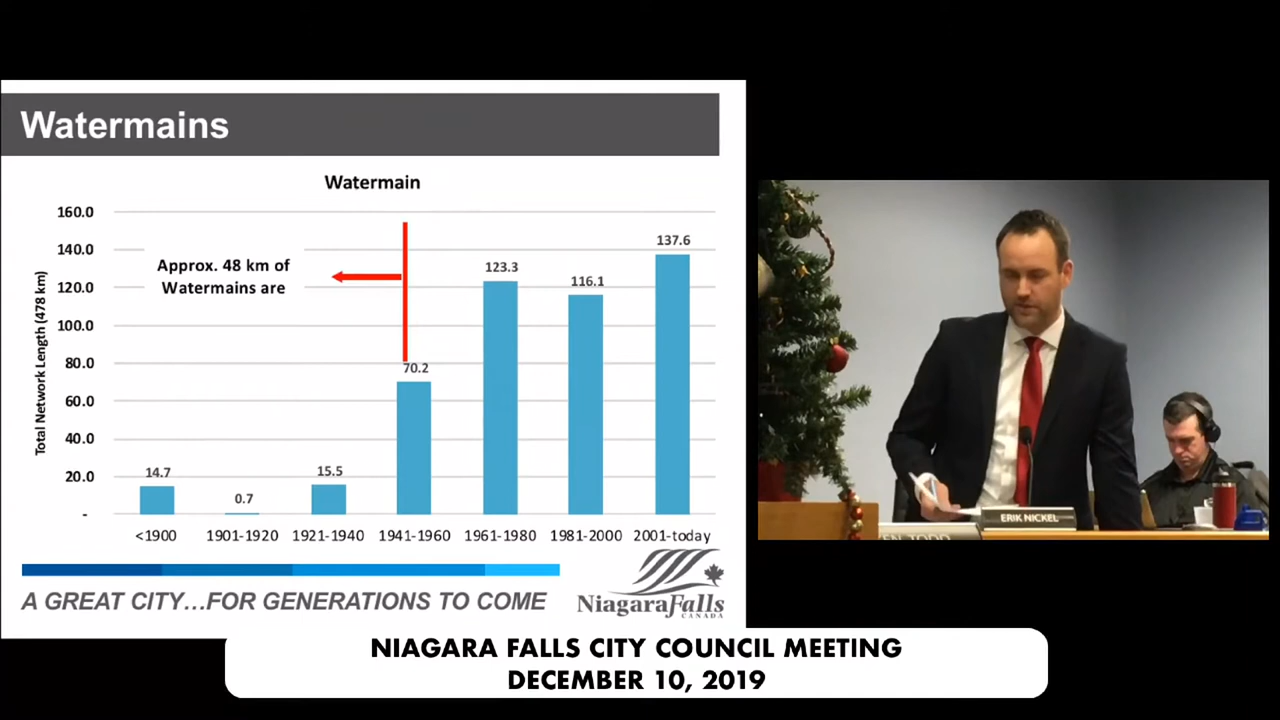 Watermains
Watermain
160.0
140.0
120.0
100.0
80.0
60.0
40.0
20.0
-
Total Network Length (478 km)
Approx. 48 km of
Watermains are
14.7
0.7
15.5
70.2
123.3
116.1
137.6
<1900 1901-1920 1921-1940 1941-1960 1961-1980 1981-2000 2001-today
A GREAT CITY...FOR GENERATIONS TO COME
NiagaraFalls
CANADA
ERIK NICKEL
EN TODD
NIAGARA FALLS CITY COUNCIL MEETING
DECEMBER 10, 2019